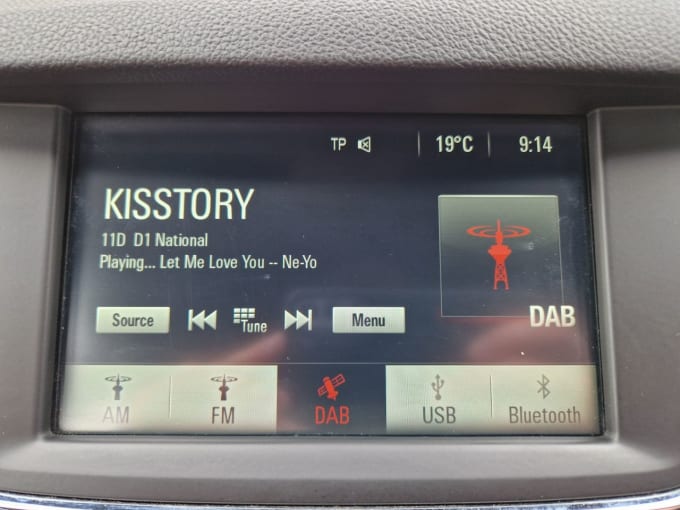 TP 19°C 9:14
KISSTORY
11D D1 National
Playing... Let Me Love You -- Ne-Yo
DAB
Source Tune Menu
AM FM DAB USB Bluetooth